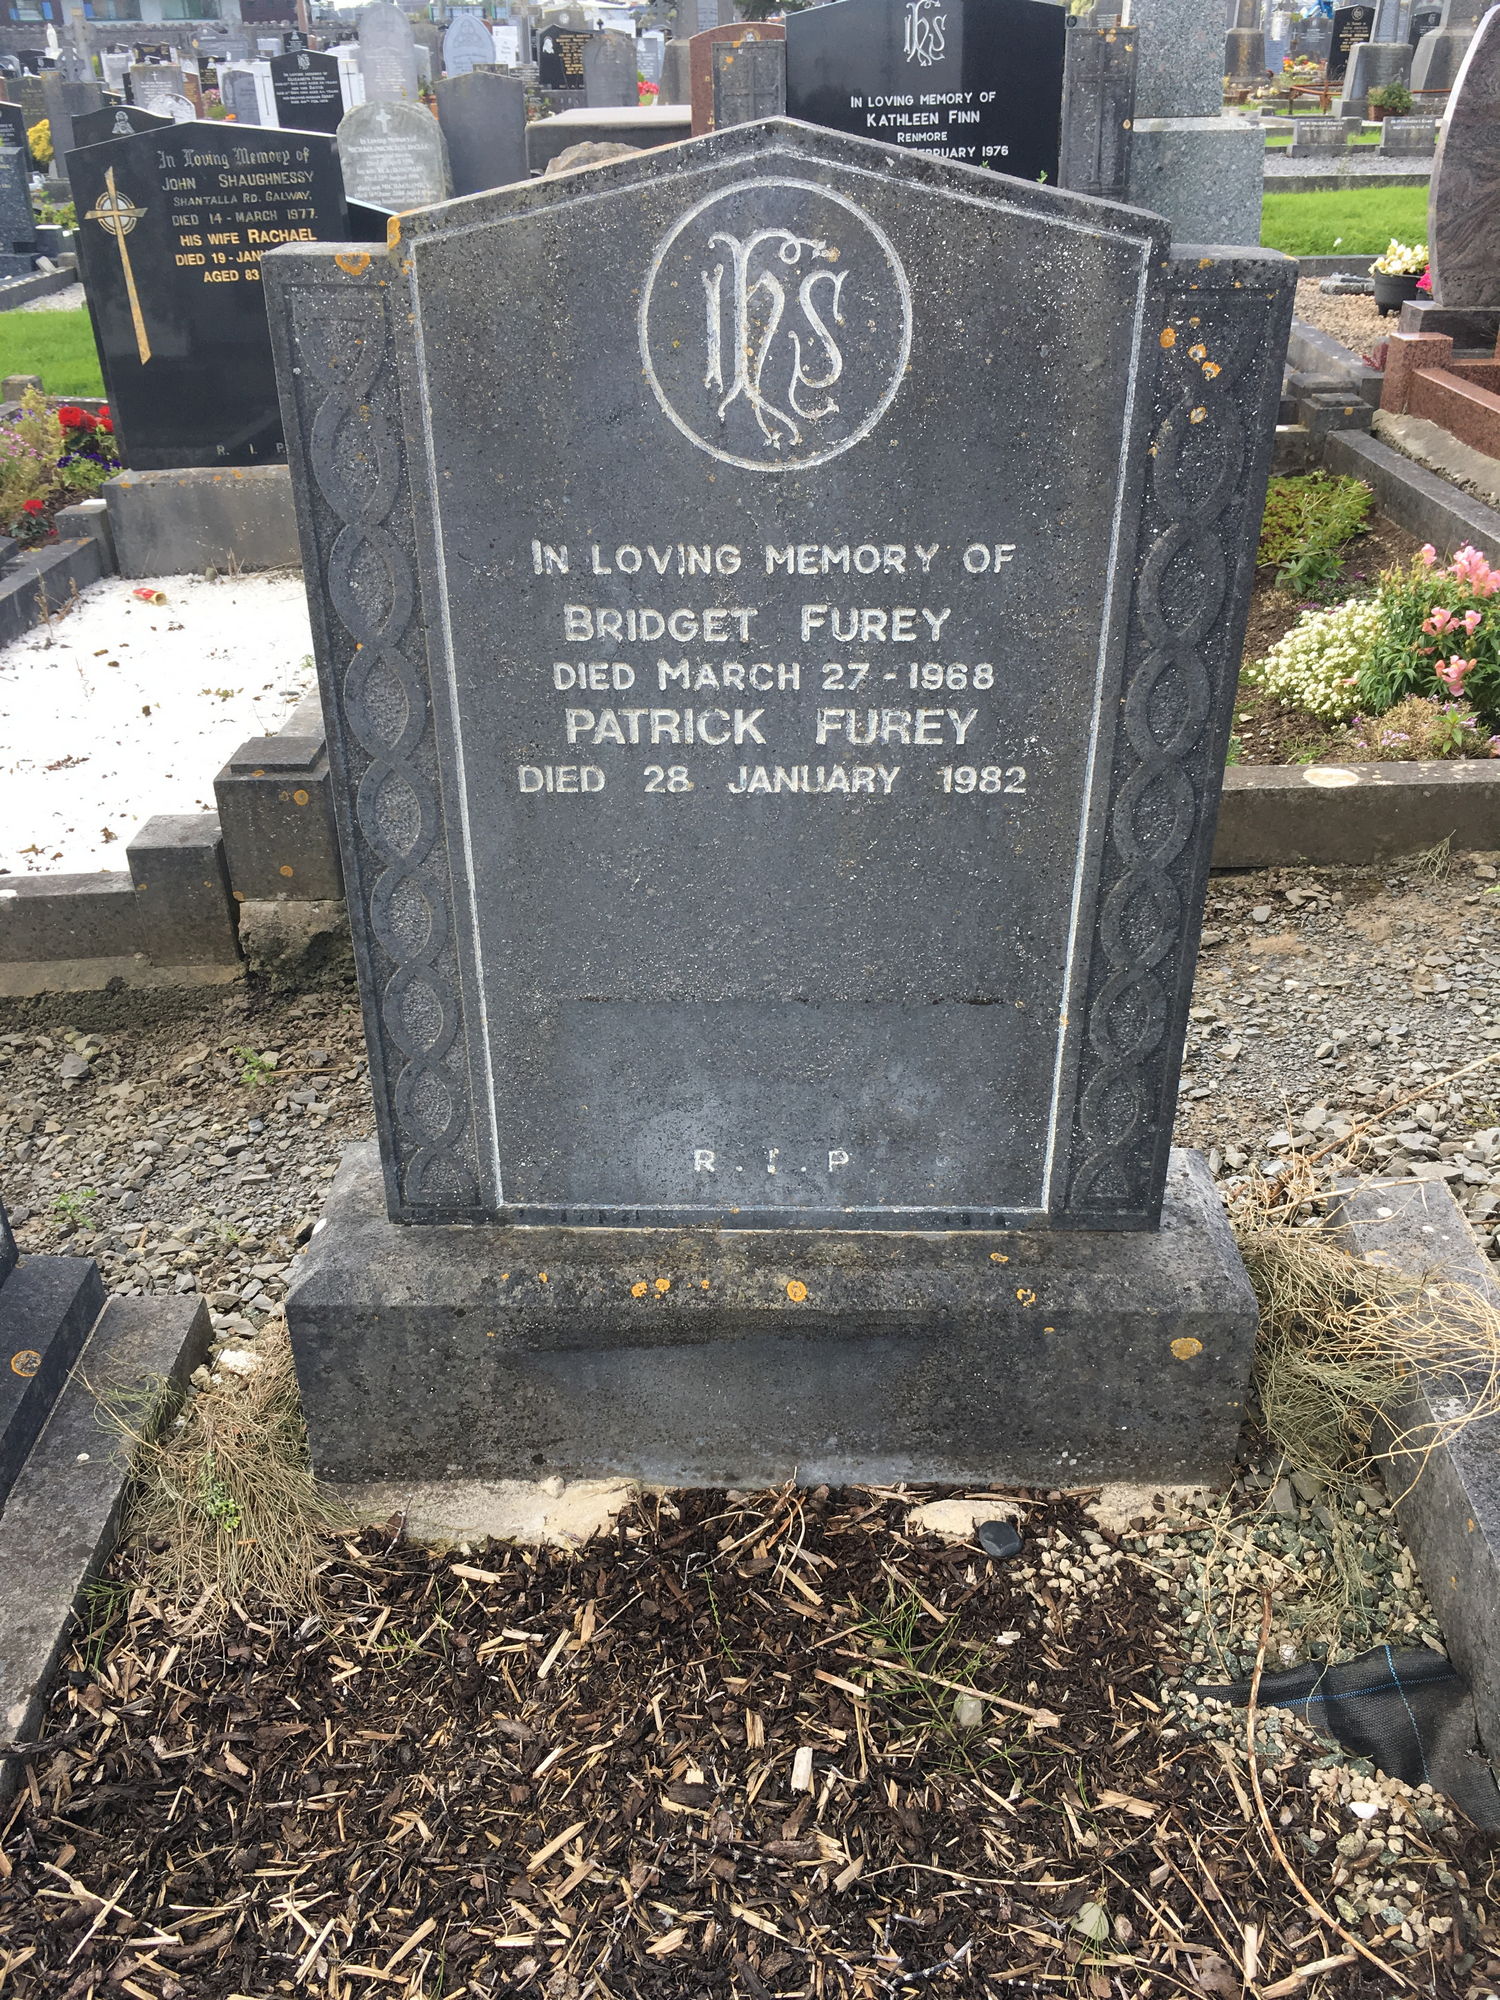 IHS
IN LOVING MEMORY OF
BRIDGET FUREY
DIED MARCH 27-1968
PATRICK FUREY
DIED 28 JANUARY 1982
R.I.P
In Loving Memory of
JOHN SHAUGHNESSY
SHANTALLA RD. GALWAY,
DIED 14-MARCH 1977.
HIS WIFE RACHAEL
DIED 19-
AGED 83
R. I. P
IHS
IN LOVING MEMORY OF
KATHLEEN FINN
RENMORE
1976